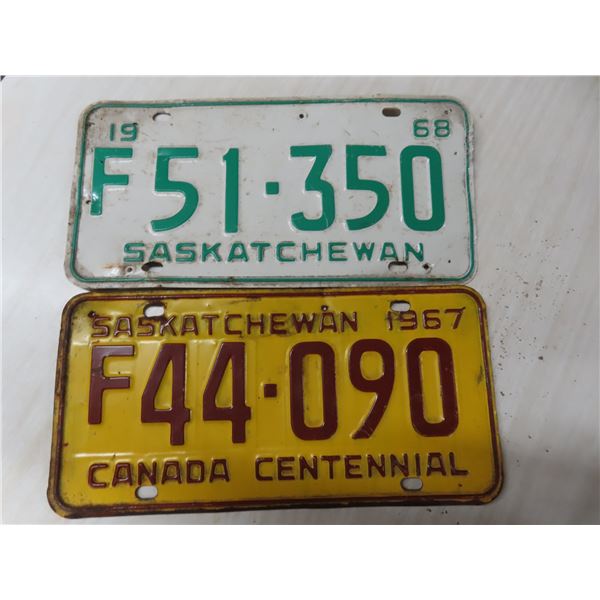 19 68
F51-350
SASKATCHEWAN
SASKATCHEWAN 1967
F44-090
CANADA CENTENNIAL